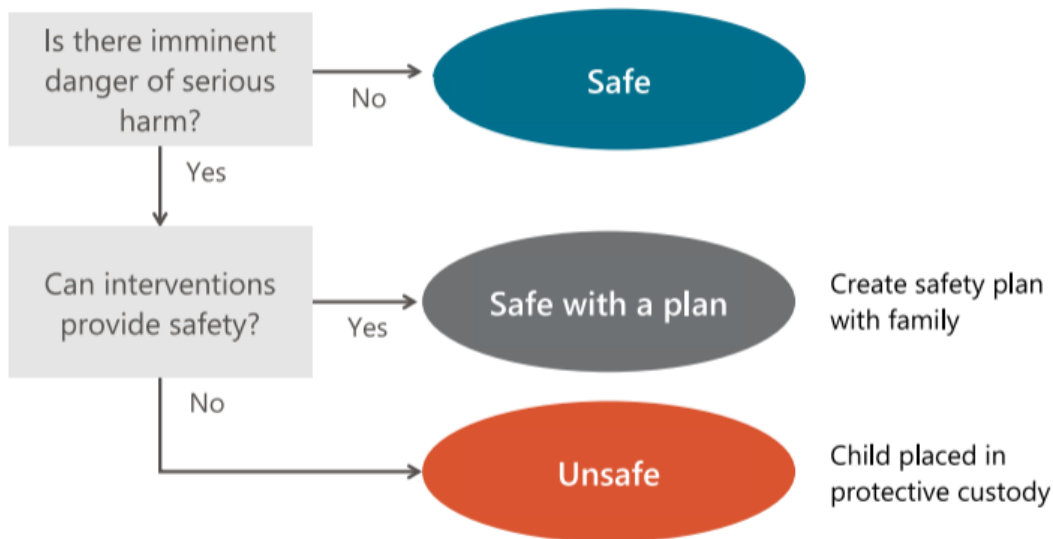 Is there imminent
danger of serious
harm?
No
Safe
Yes
Can interventions
provide safety?
Yes
Safe with a plan
Create safety plan
with family
No
Unsafe
Child placed in
protective custody